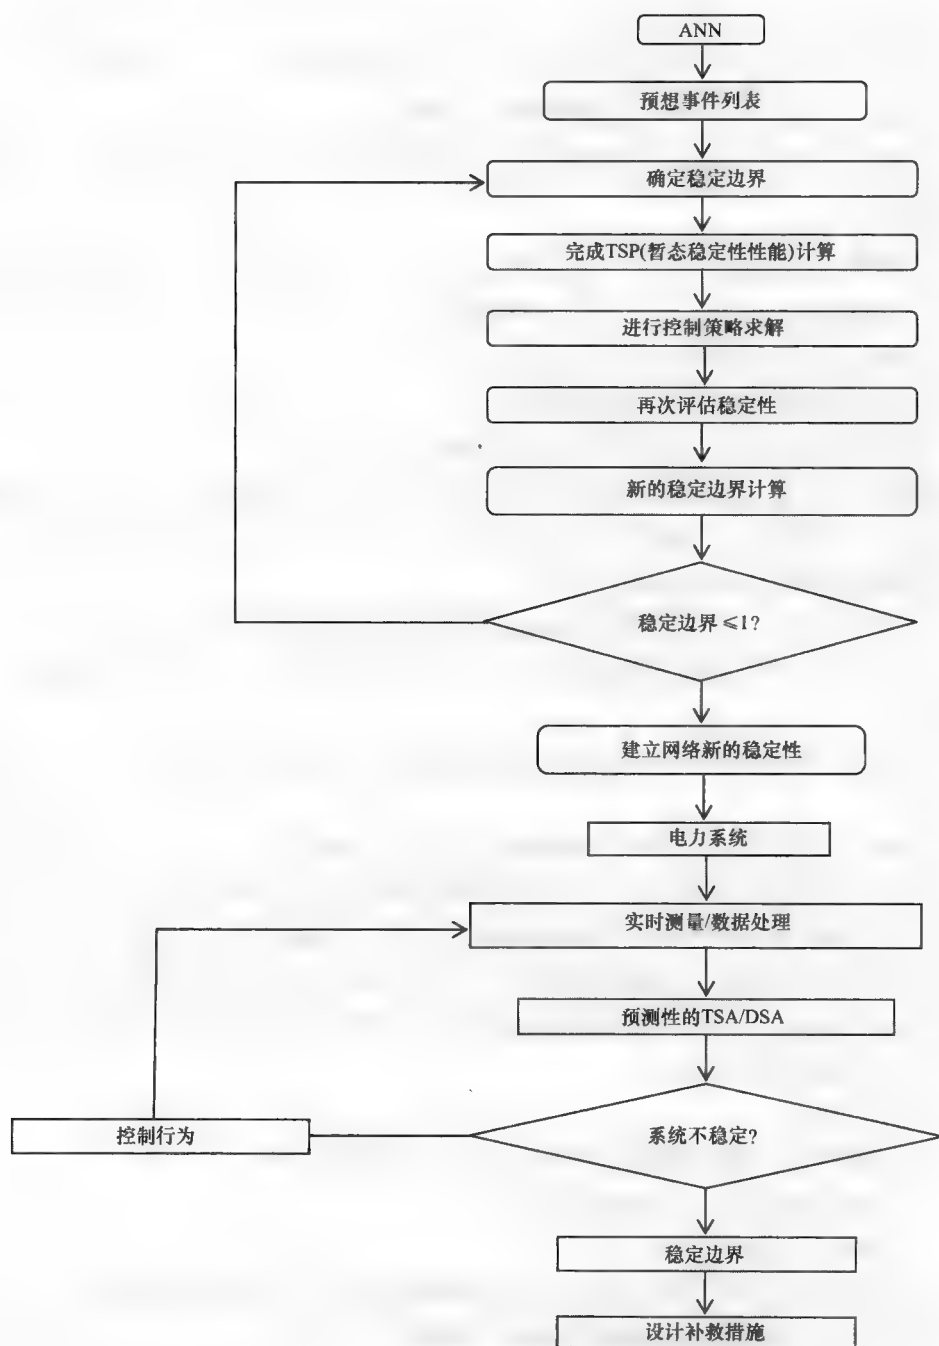 ANN
预想事件列表
确定稳定边界
完成TSP(暂态稳定性性能)计算
进行控制策略求解
再次评估稳定性
新的稳定边界计算
稳定边界≤1?
建立网络新的稳定性
电力系统
实时测量/数据处理
预测性的TSA/DSA
控制行为
系统不稳定?
稳定边界
设计补救措施